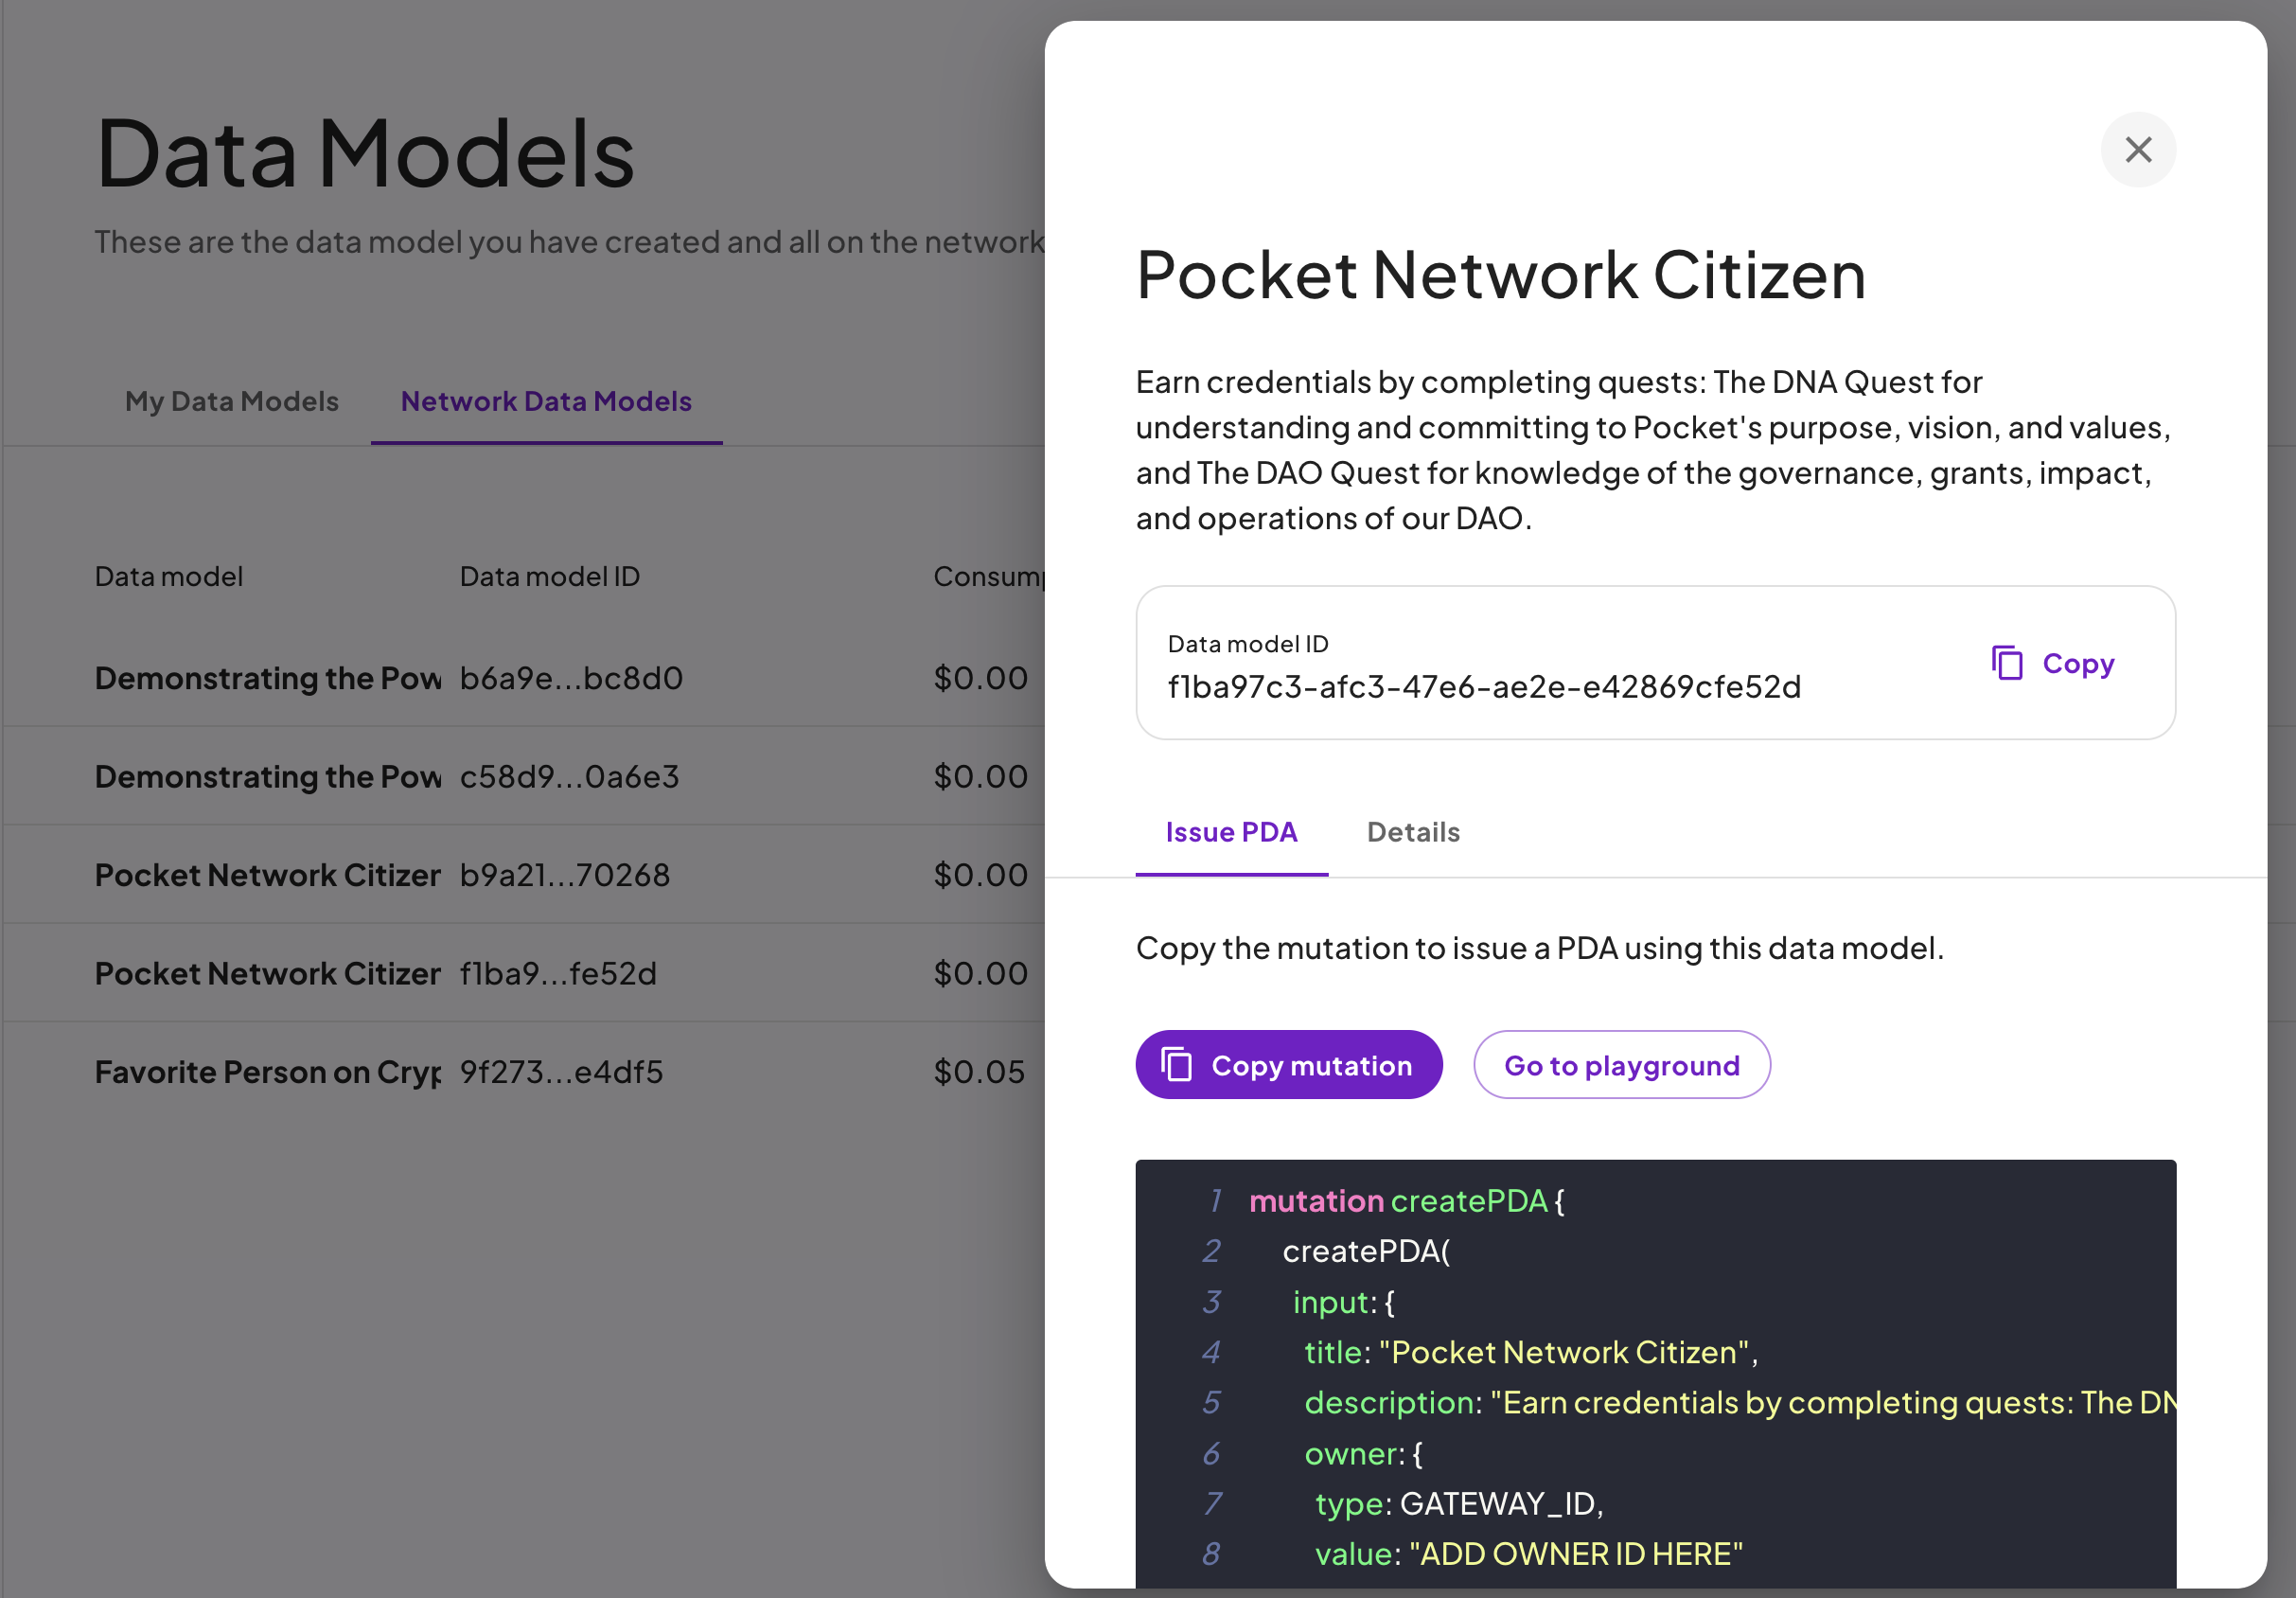 Data Models
These are the data model you have created and all on the network
My Data Models
Network Data Models
Data model
Data model ID
Demonstrating the Pow
b6a9e...bc8d0
$0.00
Demonstrating the Pow
c58d9...0a6e3
$0.00
Pocket Network Citizen
b9a21...70268
$0.00
Pocket Network Citizen
f1ba9...fe52d
$0.00
Favorite Person on Cryp
9f273...e4df5
$0.05
Pocket Network Citizen
Earn credentials by completing quests: The DNA Quest for
understanding and committing to Pocket's purpose, vision, and values,
and The DAO Quest for knowledge of the governance, grants, impact,
and operations of our DAO.
Data model ID
f1ba97c3-afc3-47e6-ae2e-e42869cfe52d
Copy
Issue PDA
Details
Copy the mutation to issue a PDA using this data model.
Copy mutation
Go to playground
1 mutation createPDA {
2 createPDA(
3 input: {
4 title: "Pocket Network Citizen",
5 description: "Earn credentials by completing quests: The DN
6 owner: {
7 type: GATEWAY_ID,
8 value: "ADD OWNER ID HERE"